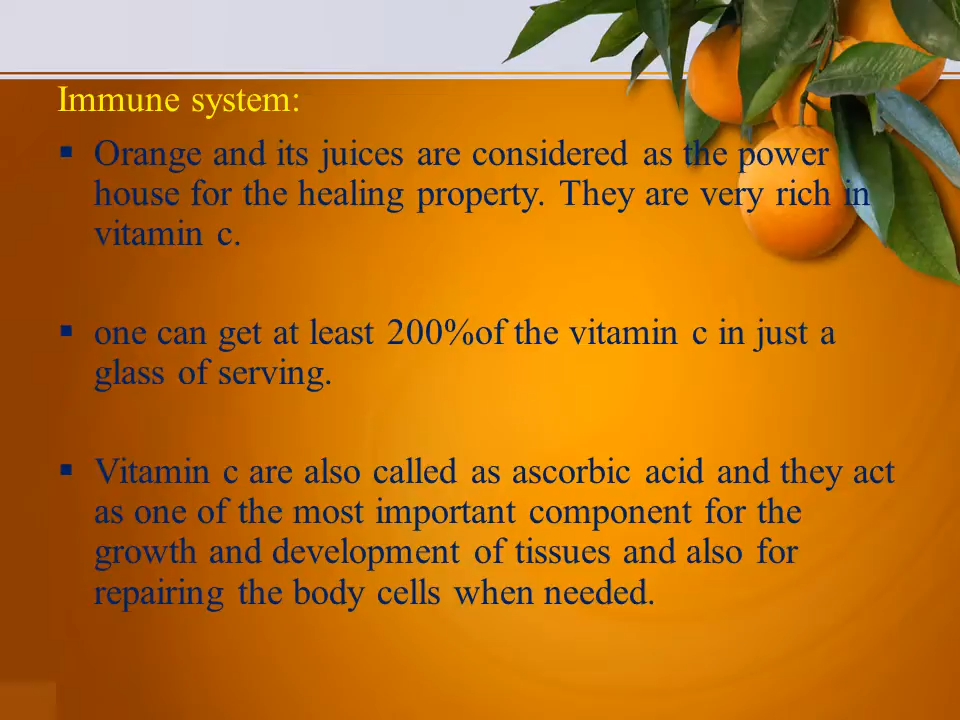 Immune system:
▪ Orange and its juices are considered as the power
house for the healing property. They are very rich in
vitamin c.
▪ one can get at least 200%of the vitamin c in just a
glass of serving.
▪ Vitamin c are also called as ascorbic acid and they act
as one of the most important component for the
growth and development of tissues and also for
repairing the body cells when needed.